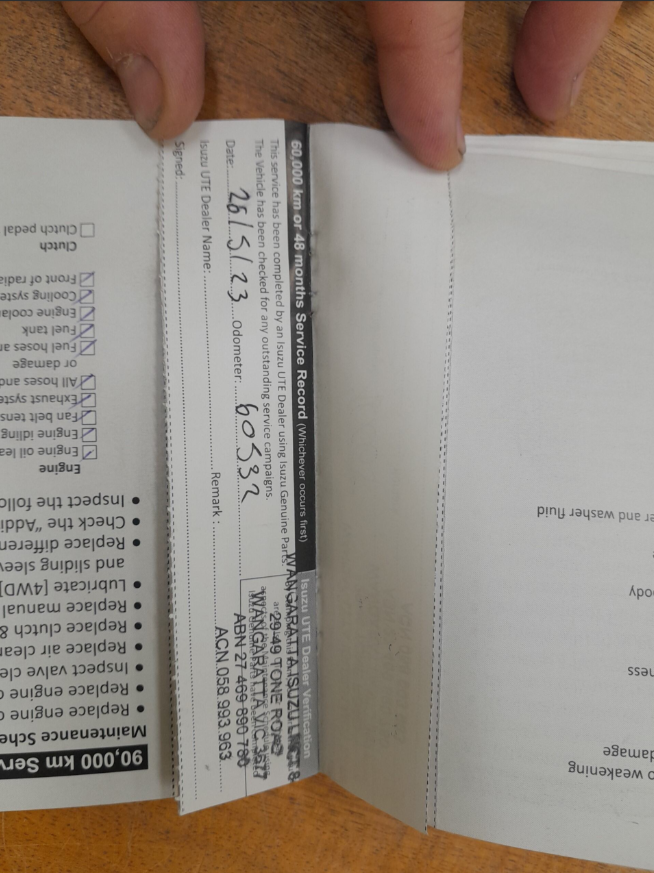 60,000 km or 48 months Service Record (Whichever occurs first)
Isuzu UTE Dealer Verification
This service has been completed by an Isuzu UTE Dealer using Isuzu Genuine Parts.
The Vehicle has been checked for any outstanding service campaigns.
Date: 26/5/23 Odometer: 60532
Isuzu UTE Dealer Name: Remark:
Signed:
WANGARATTA ISUZU
29-49 TONE ROAD
WANGARATTA VIC 3677
ABN 27 469 890 780
ACN 058 993 963
90,000 km Serv
Maintenance Sche
• Replace engine o
• Replace engine o
• Inspect valve cle
• Replace air clean
• Replace clutch &
• Replace manual
• Lubricate [4WD]
and sliding slee
• Replace differen
• Check the "Addi
• Inspect the follo
Engine
Engine oil lea
Engine idling
Fan belt tens
Exhaust syste
All hoses and
or damage
Fuel hoses an
Fuel tank
Engine coolan
Cooling syste
Front of radia
Clutch
Clutch pedal
o weakening
damage
ness
ody
er and washer fluid